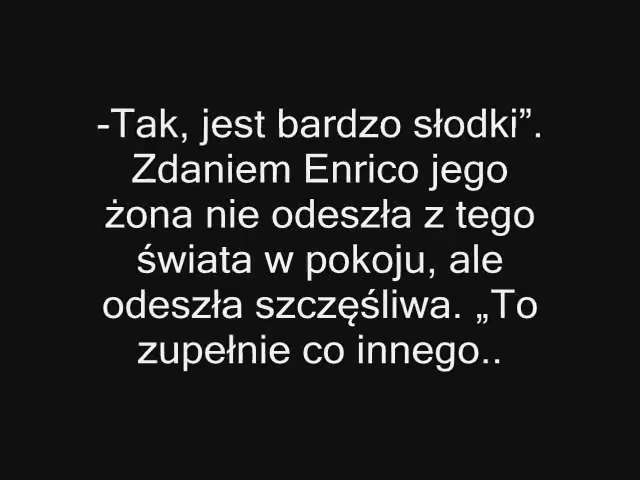 -Tak, jest bardzo słodki”.
Zdaniem Enrico jego
żona nie odeszła z tego
świata w pokoju, ale
odeszła szczęśliwa. „To
zupełnie co innego..